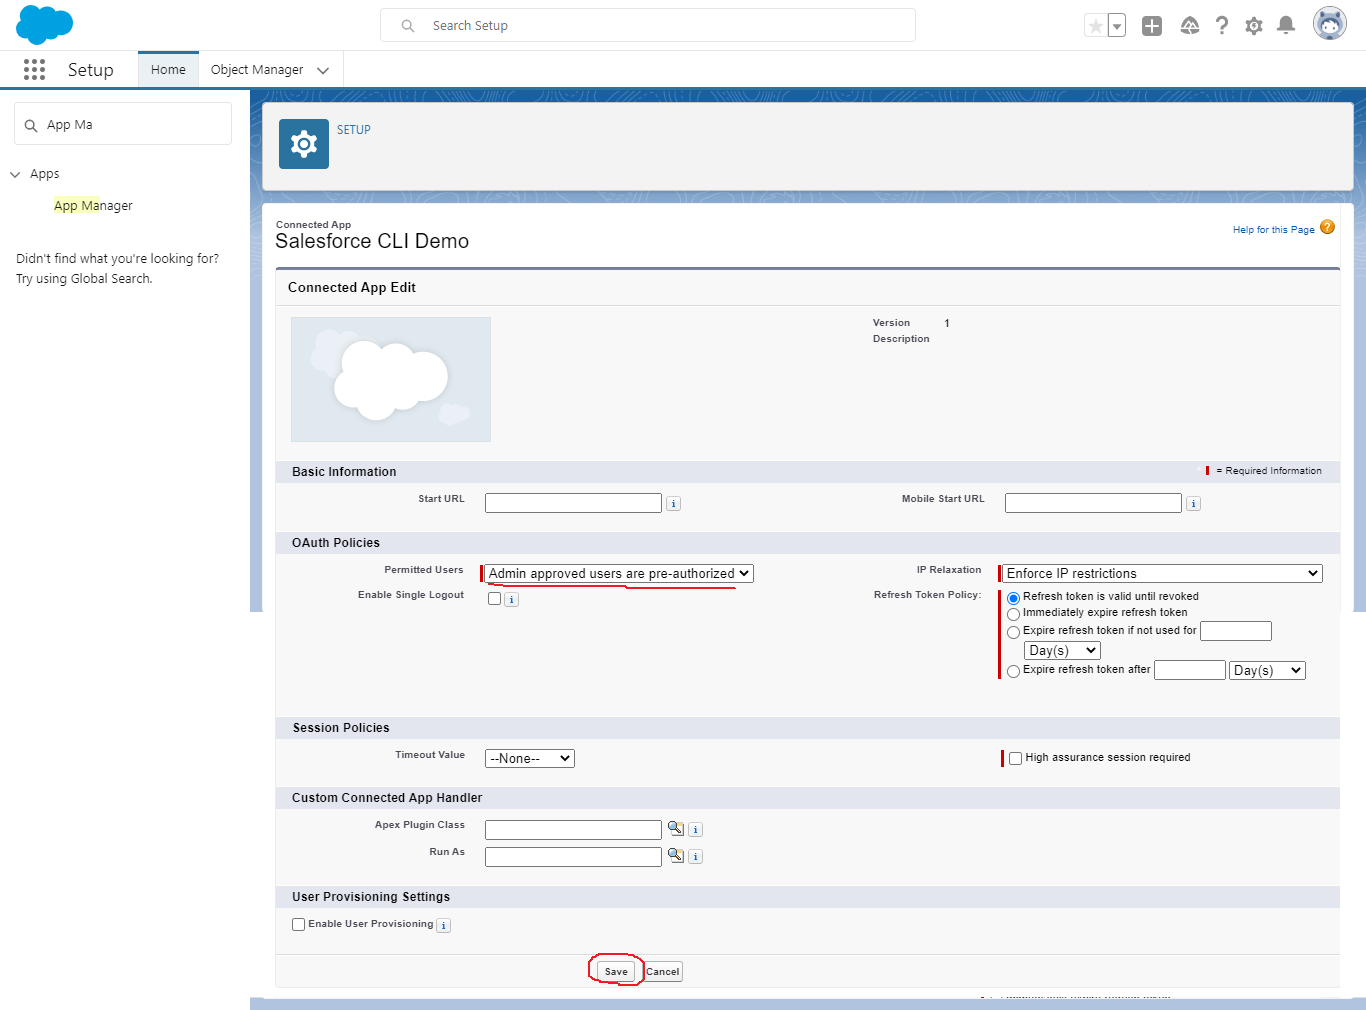 Search Setup
Setup
Home
Object Manager
App Ma
Apps
App Manager
Didn't find what you're looking for?
Try using Global Search.
SETUP
Connected App
Salesforce CLI Demo
Help for this Page
Connected App Edit
Version 1
Description
Basic Information
= Required Information
Start URL
Mobile Start URL
OAuth Policies
Permitted Users
Admin approved users are pre-authorized
IP Relaxation
Enforce IP restrictions
Enable Single Logout
Refresh Token Policy:
Refresh token is valid until revoked
Immediately expire refresh token
Expire refresh token if not used for
Day(s)
Expire refresh token after
Day(s)
Session Policies
Timeout Value
--None--
High assurance session required
Custom Connected App Handler
Apex Plugin Class
Run As
User Provisioning Settings
Enable User Provisioning
Save
Cancel